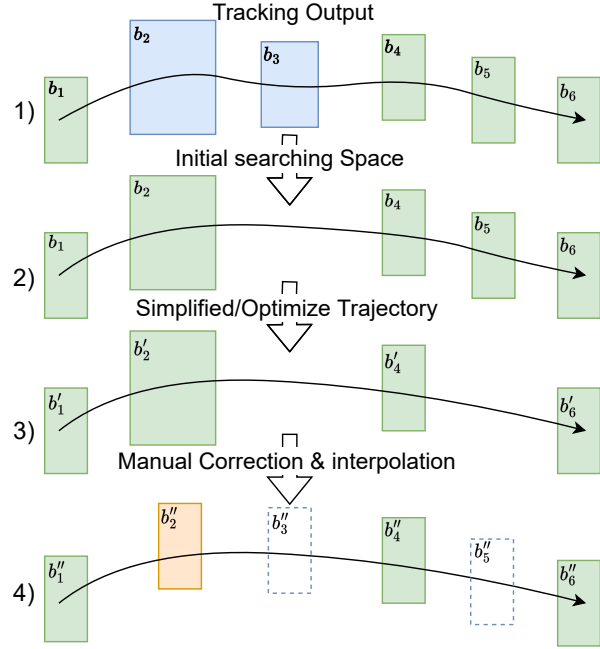 Tracking Output
1) b₁ b₂ b₃ b₄ b₅ b₆
Initial searching Space
2) b₁ b₂ b₄ b₅ b₆
Simplified/Optimize Trajectory
3) b′₁ b′₂ b′₄ b′₆
Manual Correction & interpolation
4) b″₁ b″₂ b″₃ b″₄ b″₅ b″₆